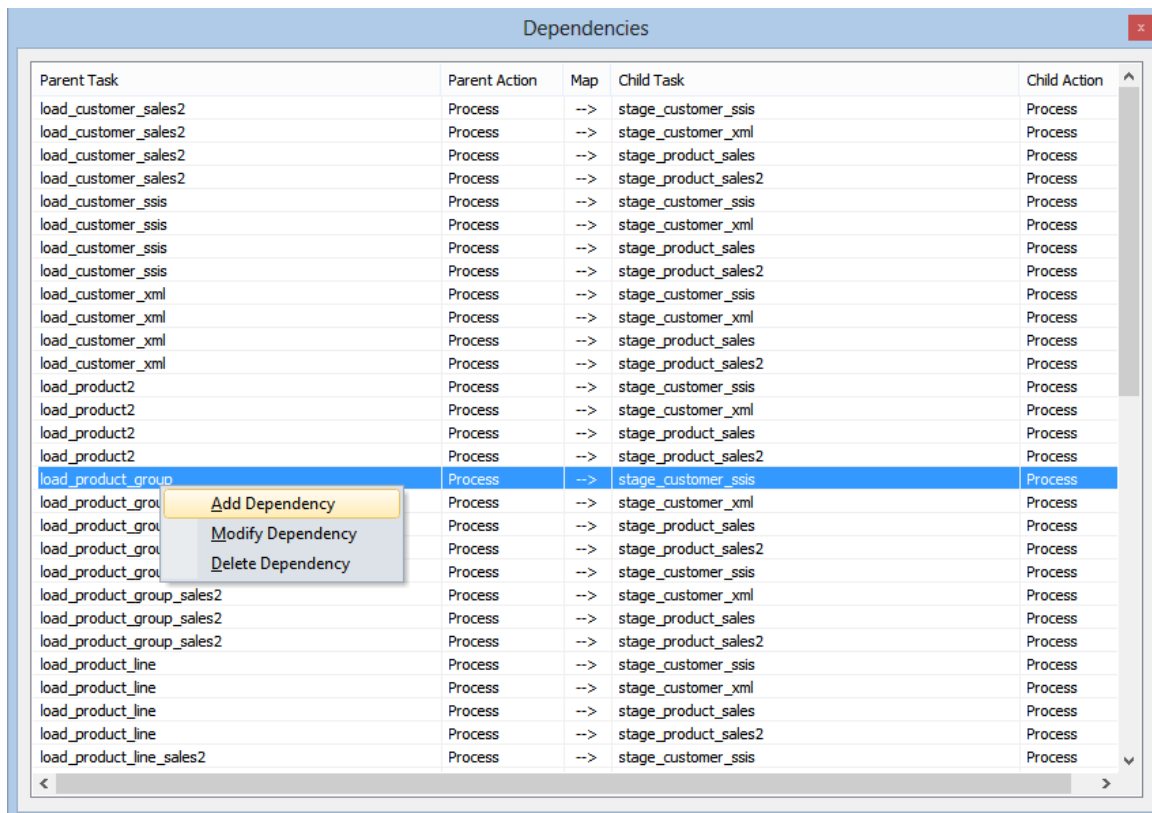 Dependencies
x
Parent Task Parent Action Map Child Task Child Action
load_customer_sales2 Process --> stage_customer_ssis Process
load_customer_sales2 Process --> stage_customer_xml Process
load_customer_sales2 Process --> stage_product_sales Process
load_customer_sales2 Process --> stage_product_sales2 Process
load_customer_ssis Process --> stage_customer_ssis Process
load_customer_ssis Process --> stage_customer_xml Process
load_customer_ssis Process --> stage_product_sales Process
load_customer_ssis Process --> stage_product_sales2 Process
load_customer_xml Process --> stage_customer_ssis Process
load_customer_xml Process --> stage_customer_xml Process
load_customer_xml Process --> stage_product_sales Process
load_customer_xml Process --> stage_product_sales2 Process
load_product2 Process --> stage_customer_ssis Process
load_product2 Process --> stage_customer_xml Process
load_product2 Process --> stage_product_sales Process
load_product2 Process --> stage_product_sales2 Process
load_product_group Process --> stage_customer_ssis Process
load_product_grou Process --> stage_customer_xml Process
load_product_grou Process --> stage_product_sales Process
load_product_grou Process --> stage_product_sales2 Process
load_product_grou Process --> stage_customer_ssis Process
Add Dependency
Modify Dependency
Delete Dependency
load_product_group_sales2 Process --> stage_customer_xml Process
load_product_group_sales2 Process --> stage_product_sales Process
load_product_group_sales2 Process --> stage_product_sales2 Process
load_product_line Process --> stage_customer_ssis Process
load_product_line Process --> stage_customer_xml Process
load_product_line Process --> stage_product_sales Process
load_product_line Process --> stage_product_sales2 Process
load_product_line_sales2 Process --> stage_customer_ssis Process